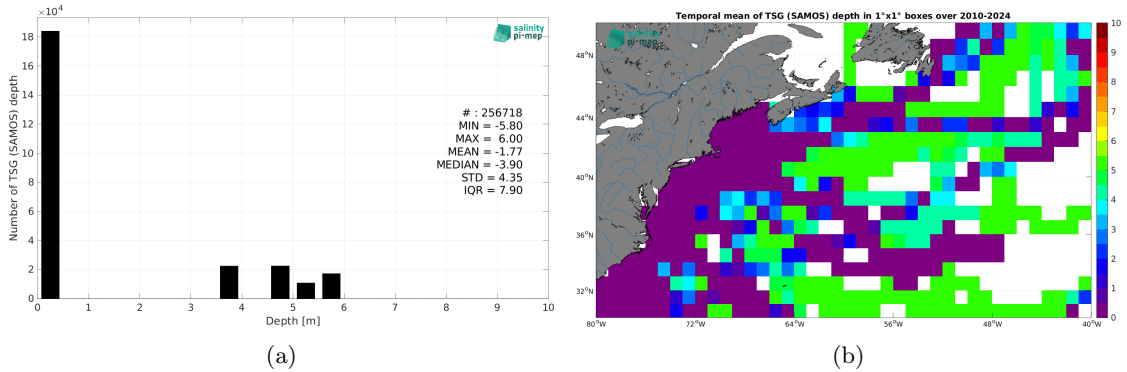 ×10⁴
18
16
14
12
10
8
6
4
2
0
Number of TSG (SAMOS) depth
salinity
pi-mep
# : 256718
MIN = -5.80
MAX = 6.00
MEAN = -1.77
MEDIAN = -3.90
STD = 4.35
IQR = 7.90
0 1 2 3 4 5 6 7 8 9 10
Depth [m]
(a)
Temporal mean of TSG (SAMOS) depth in 1°x1° boxes over 2010-2024
salinity
pi-mep
48°N
44°N
40°N
36°N
32°N
80°W 72°W 64°W 56°W 48°W 40°W
10
9
8
7
6
5
4
3
2
1
0
(b)